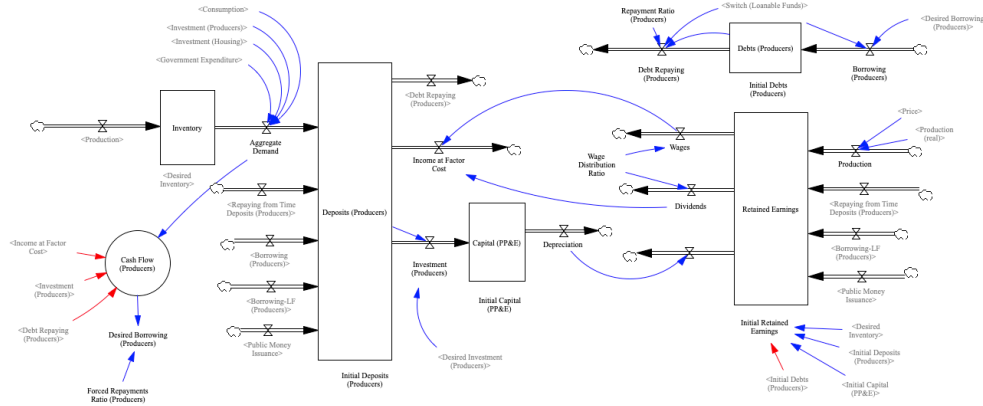 <Consumption>
<Investment (Producers)>
<Investment (Housing)>
<Government Expenditure>
Repayment Ratio
(Producers)
<Switch (Loanable Funds)>
<Desired Borrowing
(Producers)>
Debts (Producers)
Debt Repaying
(Producers)
Initial Debts
(Producers)
Borrowing
(Producers)
<Production>
Inventory
Aggregate
Demand
<Desired
Inventory>
<Debt Repaying
(Producers)>
Income at Factor
Cost
<Repaying from Time
Deposits (Producers)>
Deposits (Producers)
<Borrowing
(Producers)>
<Borrowing-LF
(Producers)>
<Public Money
Issuance>
Initial Deposits
(Producers)
Investment
(Producers)
Capital (PP&E)
Initial Capital
(PP&E)
Depreciation
<Desired Investment
(Producers)>
Wages
Wage
Distribution
Ratio
Dividends
Retained Earnings
<Price>
<Production
(real)>
Production
<Repaying from Time
Deposits (Producers)>
<Borrowing-LF
(Producers)>
<Public Money
Issuance>
Initial Retained
Earnings
<Desired
Inventory>
<Initial Deposits
(Producers)>
<Initial Debts
(Producers)>
<Initial Capital
(PP&E)>
<Income at Factor
Cost>
Cash Flow
(Producers)
<Investment
(Producers)>
<Debt Repaying
(Producers)>
Desired Borrowing
(Producers)
Forced Repayments
Ratio (Producers)